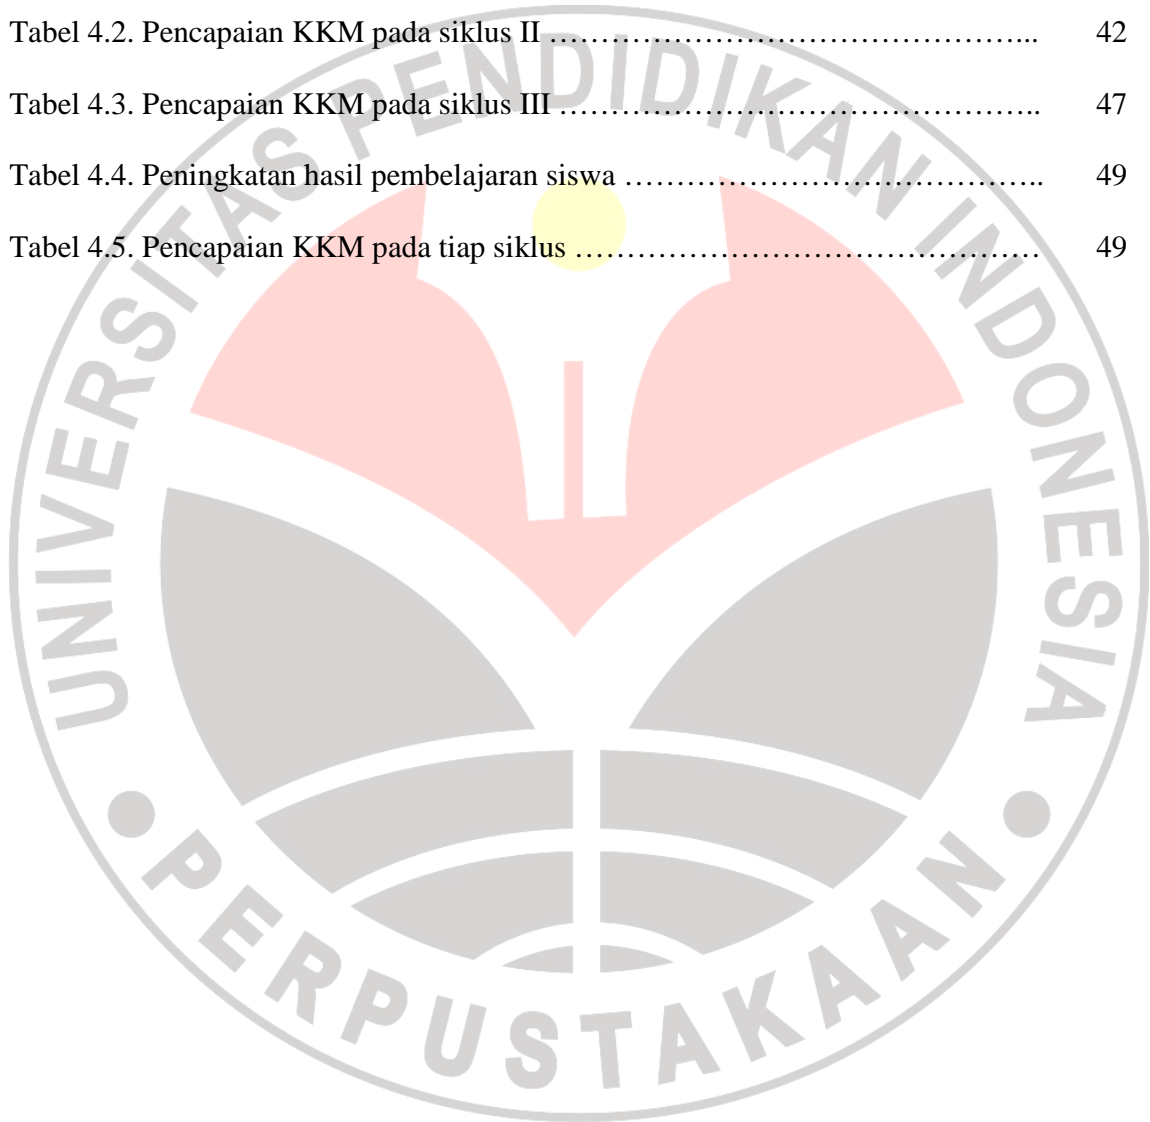 Tabel 4.2. Pencapaian KKM pada siklus II ………………………………………... 42
Tabel 4.3. Pencapaian KKM pada siklus III ……………………………………….. 47
Tabel 4.4. Peningkatan hasil pembelajaran siswa ………………………………….. 49
Tabel 4.5. Pencapaian KKM pada tiap siklus ……………………………………… 49
UNIVERSITAS PENDIDIKAN INDONESIA
PERPUSTAKAAN